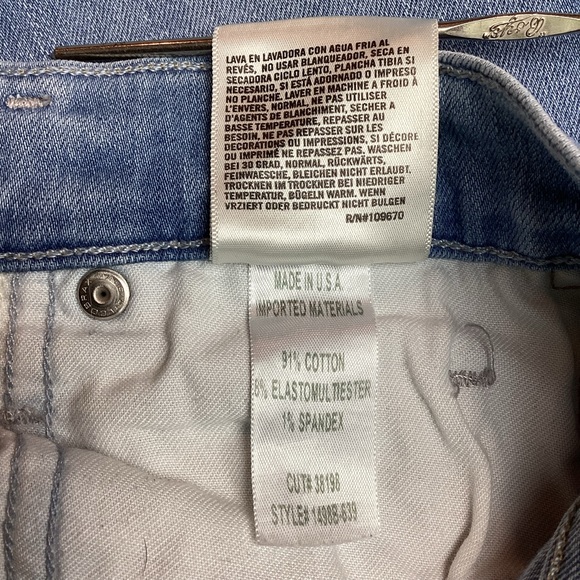 LAVA EN LAVADORA CON AGUA FRIA AL
REVÉS, NO USAR BLANQUEADOR, SECA EN
SECADORA CICLO LENTO, PLANCHA TIBIA SI
NECESARIO, SI ESTÁ ADORNADO O IMPRESO
NO PLANCHE. LAVER EN MACHINE A FROID À
L'ENVERS, NORMAL, NE PAS UTILISER
D'AGENTS DE BLANCHIMENT, SECHER A
BASSE TEMPERATURE, REPASSER AU
BESOIN, NE PAS REPASSER SUR LES
DECORATIONS OU IMPRESSIONS, SI DÉCORE
OU IMPRIMÉ NE REPASSEZ PAS. WASCHEN
BEI 30 GRAD, NORMAL, RÜCKWÄRTS,
FEINWAESCHE, BLEICHEN NICHT ERLAUBT,
TROCKNEN IM TROCKNER BEI NIEDRIGER
TEMPERATUR, BÜGELN WARM. WENN
VRZIERT ODER BEDRUCKT NICHT BULGEN
R/N#109670
MADE IN U.S.A
IMPORTED MATERIALS
91% COTTON
8% ELASTOMULTIESTER
1% SPANDEX
CUT# 38198